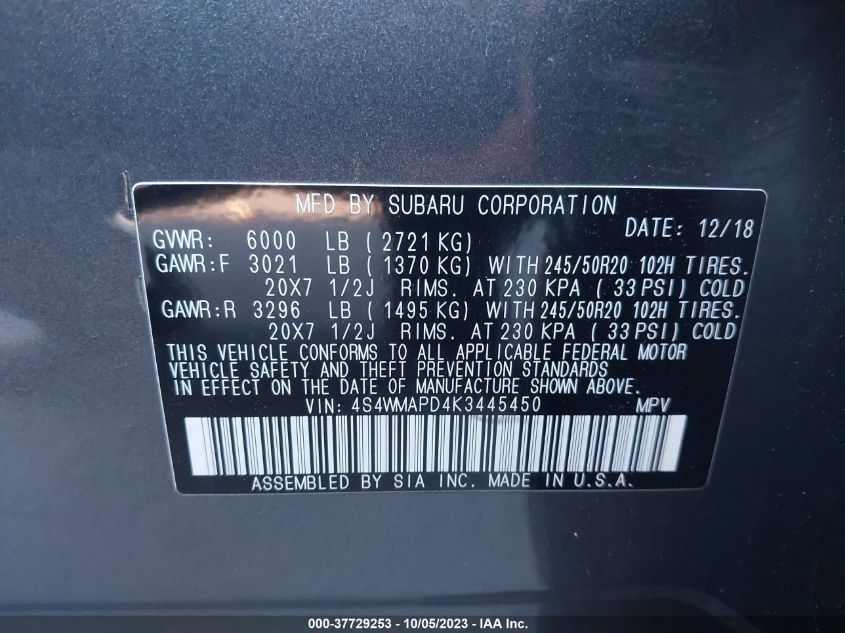 MFD BY SUBARU CORPORATION
DATE: 12/18
GVWR: 6000 LB ( 2721 KG)
GAWR:F 3021 LB ( 1370 KG) WITH 245/50R20 102H TIRES.
20X7 1/2J RIMS. AT 230 KPA ( 33 PSI) COLD
GAWR:R 3296 LB ( 1495 KG) WITH 245/50R20 102H TIRES.
20X7 1/2J RIMS. AT 230 KPA ( 33 PSI) COLD
THIS VEHICLE CONFORMS TO ALL APPLICABLE FEDERAL MOTOR
VEHICLE SAFETY AND THEFT PREVENTION STANDARDS
IN EFFECT ON THE DATE OF MANUFACTURE SHOWN ABOVE.
VIN: 4S4WMAPD4K3445450 MPV
ASSEMBLED BY SIA INC. MADE IN U.S.A.
000-37729253 - 10/05/2023 - IAA Inc.